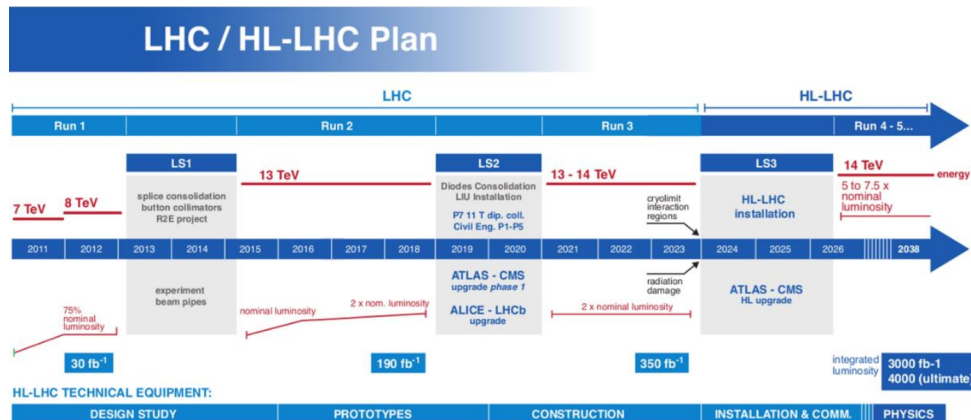 LHC / HL-LHC Plan
LHC
HL-LHC
Run 1
Run 2
Run 3
Run 4 - 5...
LS1
LS2
LS3
7 TeV
8 TeV
splice consolidation
button collimators
R2E project
13 TeV
Diodes Consolidation
LIU Installation
P7 11 T dip. coll.
Civil Eng. P1-P5
13 - 14 TeV
cryolimit
interaction
regions
HL-LHC
installation
14 TeV
energy
5 to 7.5 x
nominal
luminosity
2011 2012 2013 2014 2015 2016 2017 2018 2019 2020 2021 2022 2023 2024 2025 2026 2038
75%
nominal
luminosity
experiment
beam pipes
nominal luminosity
2 x nom. luminosity
ATLAS - CMS
upgrade phase 1
ALICE - LHCb
upgrade
2 x nominal luminosity
radiation
damage
ATLAS - CMS
HL upgrade
30 fb⁻¹
190 fb⁻¹
350 fb⁻¹
integrated
luminosity
3000 fb-1
4000 (ultimate)
HL-LHC TECHNICAL EQUIPMENT:
DESIGN STUDY
PROTOTYPES
CONSTRUCTION
INSTALLATION & COMM.
PHYSICS